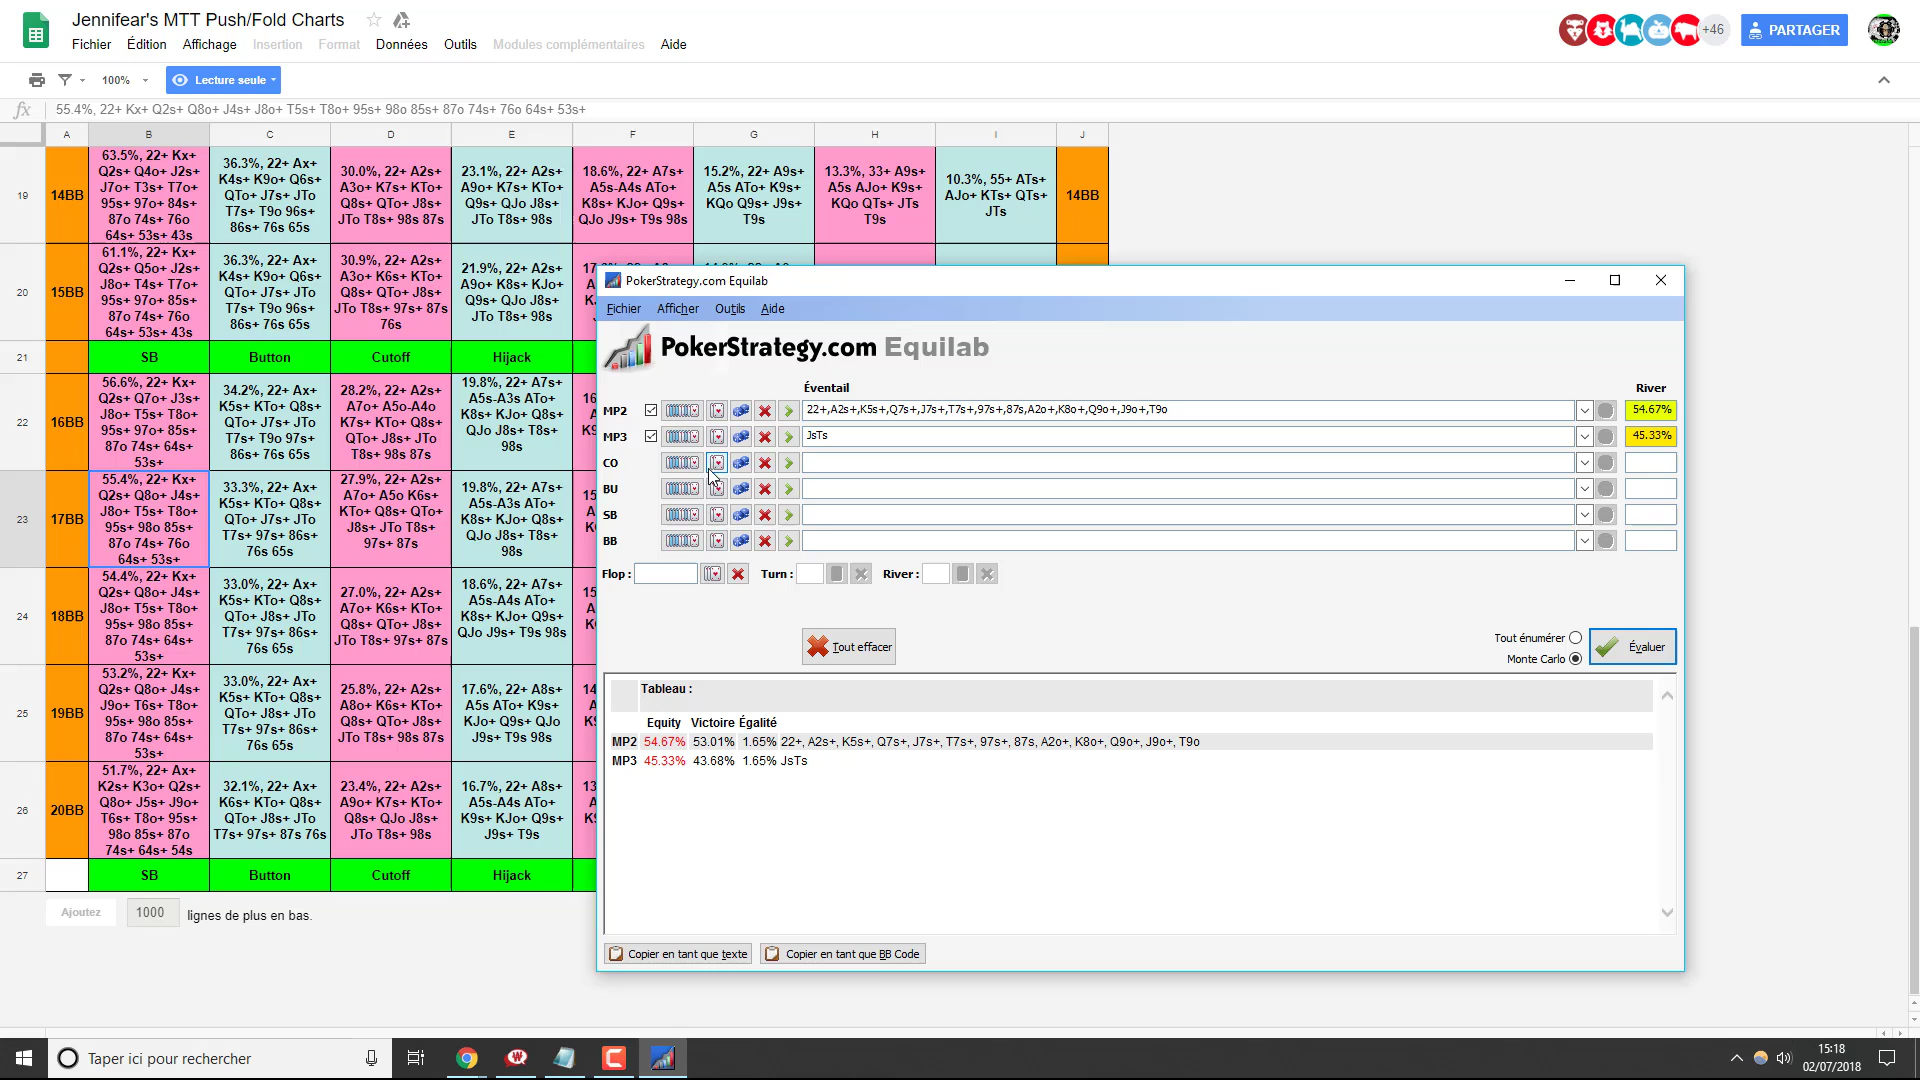 Jennifear's MTT Push/Fold Charts
+46
PARTAGER
Fichier Édition Affichage Insertion Format Données Outils Modules complémentaires Aide
100%
Lecture seule
fx 55.4%, 22+ Kx+ Q2s+ Q8o+ J4s+ J8o+ T5s+ T8o+ 95s+ 98o 85s+ 87o 74s+ 76o 64s+ 53s+
A B C D E F G H I J
19
14BB
63.5%, 22+ Kx+
Q2s+ Q4o+ J2s+
J7o+ T3s+ T7o+
95s+ 97o+ 84s+
87o 74s+ 76o
64s+ 53s+ 43s
36.3%, 22+ Ax+
K4s+ K9o+ Q6s+
QTo+ J7s+ JTo
T7s+ T9o 96s+
86s+ 76s 65s
30.0%, 22+ A2s+
A3o+ K7s+ KTo+
Q8s+ QTo+ J8s+
JTo T8s+ 98s 87s
23.1%, 22+ A2s+
A9o+ K7s+ KTo+
Q9s+ QJo J8s+
JTo T8s+ 98s
18.6%, 22+ A7s+
A5s-A4s ATo+
K8s+ KJo+ Q9s+
QJo J9s+ T9s 98s
15.2%, 22+ A9s+
A5s ATo+ K9s+
KQo Q9s+ J9s+
T9s
13.3%, 33+ A9s+
A5s AJo+ K9s+
KQo QTs+ JTs
T9s
10.3%, 55+ ATs+
AJo+ KTs+ QTs+
JTs
14BB
20
15BB
61.1%, 22+ Kx+
Q2s+ Q5o+ J2s+
J8o+ T4s+ T7o+
95s+ 97o+ 85s+
87o 74s+ 76o
64s+ 53s+ 43s
36.3%, 22+ Ax+
K4s+ K9o+ Q6s+
QTo+ J7s+ JTo
T7s+ T9o 96s+
86s+ 76s 65s
30.9%, 22+ A2s+
A3o+ K6s+ KTo+
Q8s+ QTo+ J8s+
JTo T7s+ 97s+ 87s
76s
21.9%, 22+ A2s+
A9o+ K8s+ KJo+
Q9s+ QJo J8s+
JTo T8s+ 98s
21
SB Button Cutoff Hijack
22
16BB
56.6%, 22+ Kx+
Q2s+ Q7o+ J3s+
J8o+ T5s+ T8o+
95s+ 97o+ 85s+
87o 74s+ 64s+
53s+
34.2%, 22+ Ax+
K5s+ KTo+ Q8s+
QTo+ J7s+ JTo
T7s+ T9o 97s+
86s+ 76s 65s
28.2%, 22+ A2s+
A7o+ A5o-A4o
K7s+ KTo+ Q8s+
QTo+ J8s+ JTo
T8s+ 98s 87s
19.8%, 22+ A7s+
A5s-A3s ATo+
K8s+ KJo+ Q8s+
QJo J8s+ T8s+
98s
23
17BB
55.4%, 22+ Kx+
Q2s+ Q8o+ J4s+
J8o+ T5s+ T8o+
95s+ 98o 85s+
87o 74s+ 76o
64s+ 53s+
33.3%, 22+ Ax+
K5s+ KTo+ Q8s+
QTo+ J7s+ JTo
T7s+ 97s+ 86s+
76s 65s
27.9%, 22+ A2s+
A7o+ A5o K6s+
KTo+ Q8s+ QTo+
J8s+ JTo T8s+
97s+ 87s
19.8%, 22+ A7s+
A5s-A3s ATo+
K8s+ KJo+ Q8s+
QJo J8s+ T8s+
98s
24
18BB
54.4%, 22+ Kx+
Q2s+ Q8o+ J4s+
J8o+ T5s+ T8o+
95s+ 98o 85s+
87o 74s+ 64s+
53s+
33.0%, 22+ Ax+
K5s+ KTo+ Q8s+
QTo+ J8s+ JTo
T7s+ 97s+ 86s+
76s 65s
27.0%, 22+ A2s+
A7o+ K6s+ KTo+
Q8s+ QTo+ J8s+
JTo T8s+ 97s+ 87s
18.6%, 22+ A7s+
A5s-A4s ATo+
K8s+ KJo+ Q9s+
QJo J9s+ T9s 98s
25
19BB
53.2%, 22+ Kx+
Q2s+ Q8o+ J4s+
J9o+ T6s+ T8o+
95s+ 98o 85s+
87o 74s+ 64s+
53s+
33.0%, 22+ Ax+
K5s+ KTo+ Q8s+
QTo+ J8s+ JTo
T7s+ 97s+ 86s+
76s 65s
25.8%, 22+ A2s+
A8o+ K6s+ KTo+
Q8s+ QTo+ J8s+
JTo T8s+ 98s 87s
17.6%, 22+ A8s+
A5s ATo+ K9s+
KJo+ Q9s+ QJo
J9s+ T9s 98s
26
20BB
51.7%, 22+ Ax+
K2s+ K3o+ Q2s+
Q8o+ J5s+ J9o+
T6s+ T8o+ 95s+
98o 85s+ 87o
74s+ 64s+ 54s
32.1%, 22+ Ax+
K6s+ KTo+ Q8s+
QTo+ J8s+ JTo
T7s+ 97s+ 87s 76s
23.4%, 22+ A2s+
A9o+ K7s+ KTo+
Q8s+ QJo J8s+
JTo T8s+ 98s
16.7%, 22+ A8s+
A5s-A4s ATo+
K9s+ KJo+ Q9s+
J9s+ T9s
27
SB Button Cutoff Hijack
Ajoutez 1000 lignes de plus en bas.
PokerStrategy.com Equilab
Fichier Afficher Outils Aide
PokerStrategy.com Equilab
Éventail River
MP2 22+,A2s+,K5s+,Q7s+,J7s+,T7s+,97s+,87s,A2o+,K8o+,Q9o+,J9o+,T9o 54.67%
MP3 JsTs 45.33%
CO
BU
SB
BB
Flop : Turn : River :
Tout effacer
Tout énumérer
Monte Carlo
Évaluer
Tableau :
Equity Victoire Égalité
MP2 54.67% 53.01% 1.65% 22+, A2s+, K5s+, Q7s+, J7s+, T7s+, 97s+, 87s, A2o+, K8o+, Q9o+, J9o+, T9o
MP3 45.33% 43.68% 1.65% JsTs
Copier en tant que texte Copier en tant que BB Code
Taper ici pour rechercher
15:18
02/07/2018